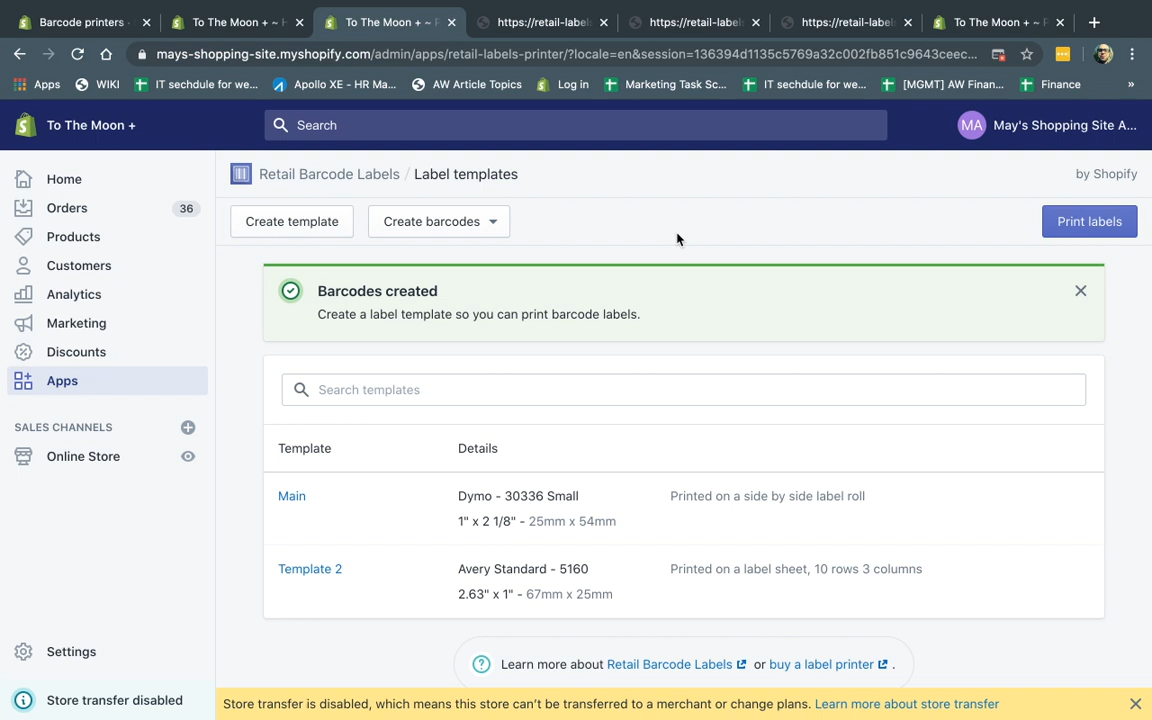 Barcode printers
To The Moon + ~
To The Moon + ~
https://retail-label
https://retail-label
https://retail-label
To The Moon + ~
mays-shopping-site.myshopify.com/admin/apps/retail-labels-printer/?locale=en&session=136394d1135c5769a32c002fb851c9643ceec...
Apps
WIKI
IT sechdule for we...
Apollo XE - HR Ma...
AW Article Topics
Log in
Marketing Task Sc...
IT sechdule for we...
[MGMT] AW Finan...
Finance
»
To The Moon +
Search
MA
May's Shopping Site A...
Home
Orders
36
Products
Customers
Analytics
Marketing
Discounts
Apps
SALES CHANNELS
Online Store
Settings
Store transfer disabled
Retail Barcode Labels / Label templates
by Shopify
Create template
Create barcodes
Print labels
Barcodes created
Create a label template so you can print barcode labels.
Search templates
Template
Details
Main
Dymo - 30336 Small
Printed on a side by side label roll
1" x 2 1/8" - 25mm x 54mm
Template 2
Avery Standard - 5160
Printed on a label sheet, 10 rows 3 columns
2.63" x 1" - 67mm x 25mm
Learn more about Retail Barcode Labels or buy a label printer .
Store transfer is disabled, which means this store can't be transferred to a merchant or change plans. Learn more about store transfer